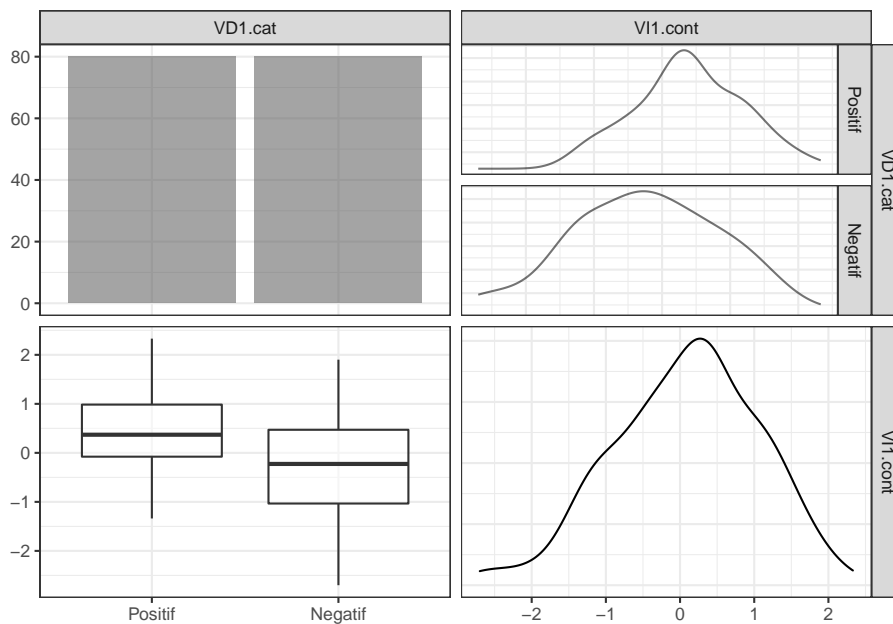 VD1.cat
VI1.cont
80
60
40
20
0
Positif
Negatif
VD1.cat
2
1
0
−1
−2
VI1.cont
Positif
Negatif
−2
−1
0
1
2